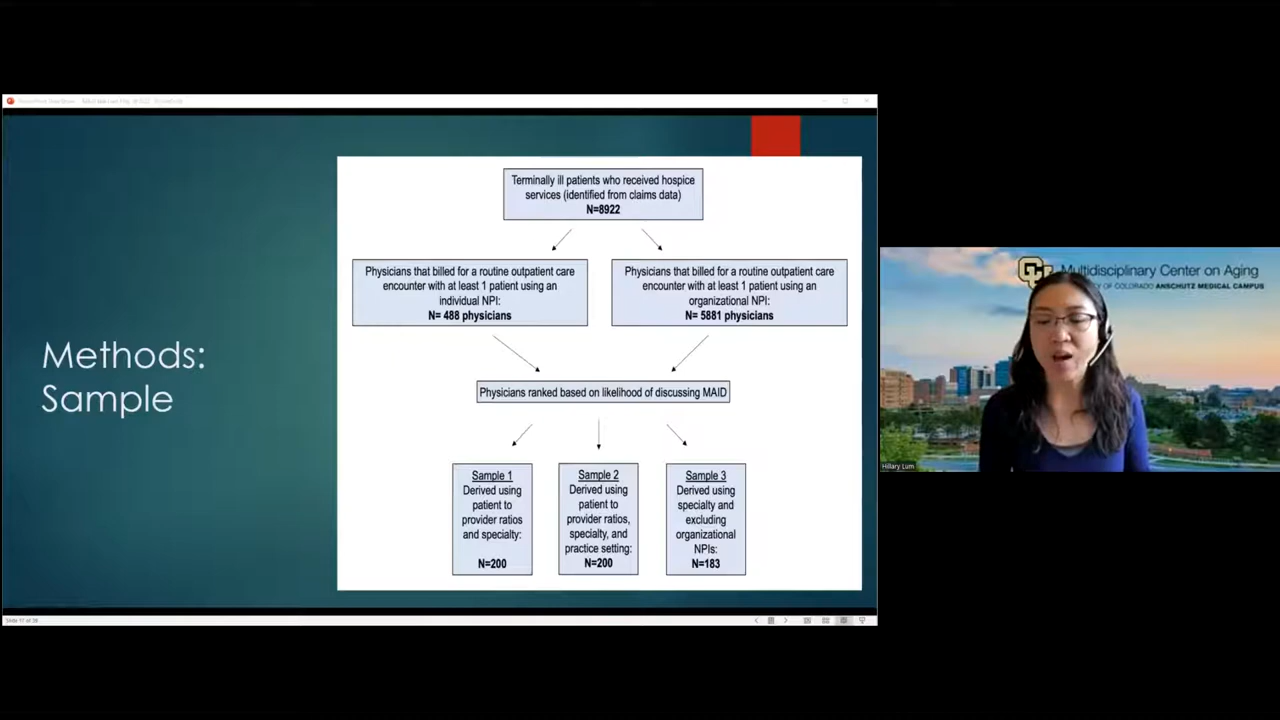 Methods:
Sample
Terminally ill patients who received hospice
services (identified from claims data)
N=8922
Physicians that billed for a routine outpatient care
encounter with at least 1 patient using an
individual NPI:
N= 488 physicians
Physicians that billed for a routine outpatient care
encounter with at least 1 patient using an
organizational NPI:
N= 5881 physicians
Physicians ranked based on likelihood of discussing MAID
Sample 1
Derived using
patient to
provider ratios
and specialty:
N=200
Sample 2
Derived using
patient to
provider ratios,
specialty, and
practice setting:
N=200
Sample 3
Derived using
specialty and
excluding
organizational
NPIs:
N=183
Multidisciplinary Center on Aging
OF COLORADO ANSCHUTZ MEDICAL CAMPUS
Hillary Lum